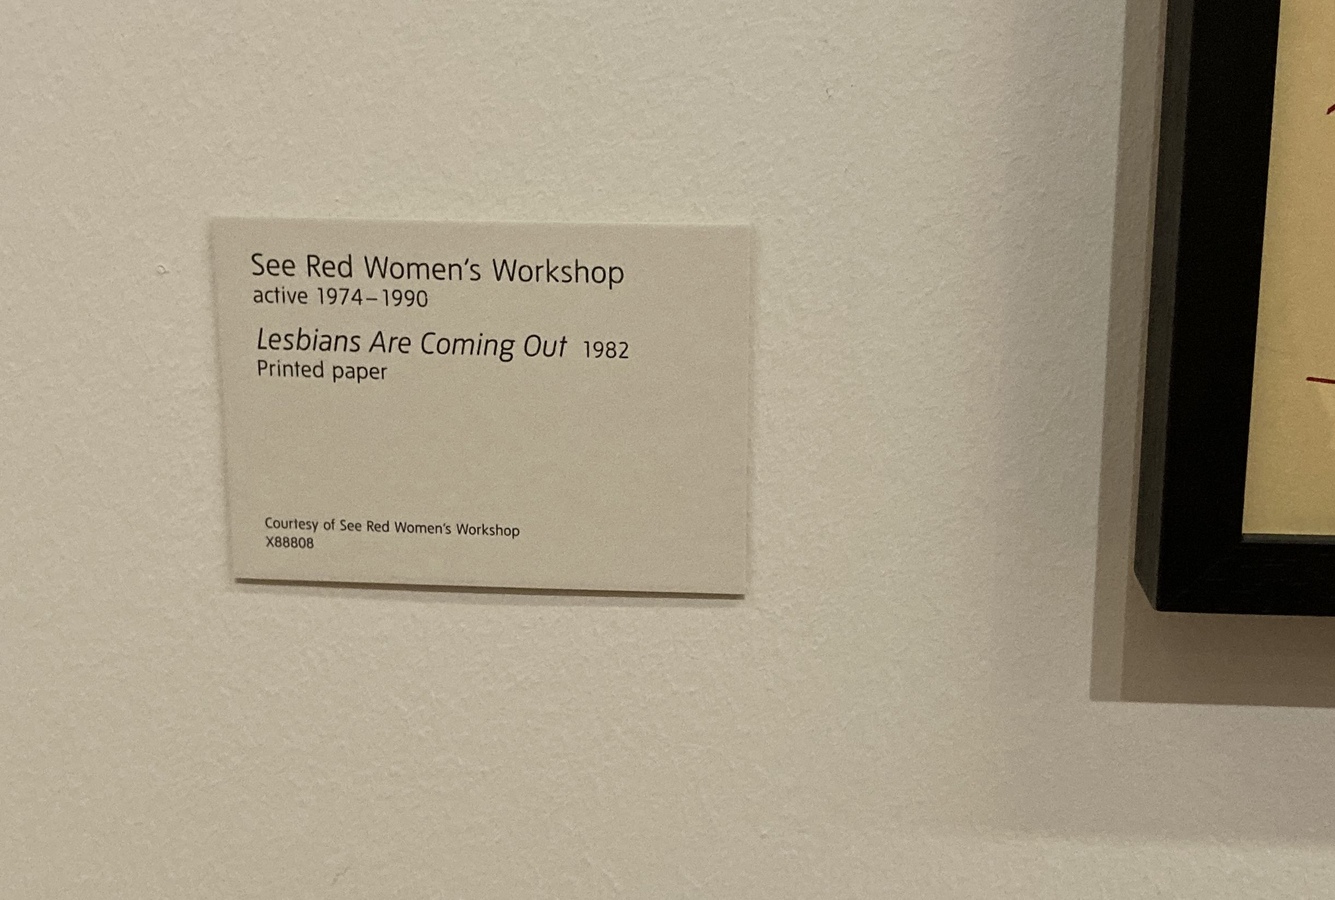 See Red Women's Workshop
active 1974–1990
Lesbians Are Coming Out 1982
Printed paper
Courtesy of See Red Women's Workshop
X88808